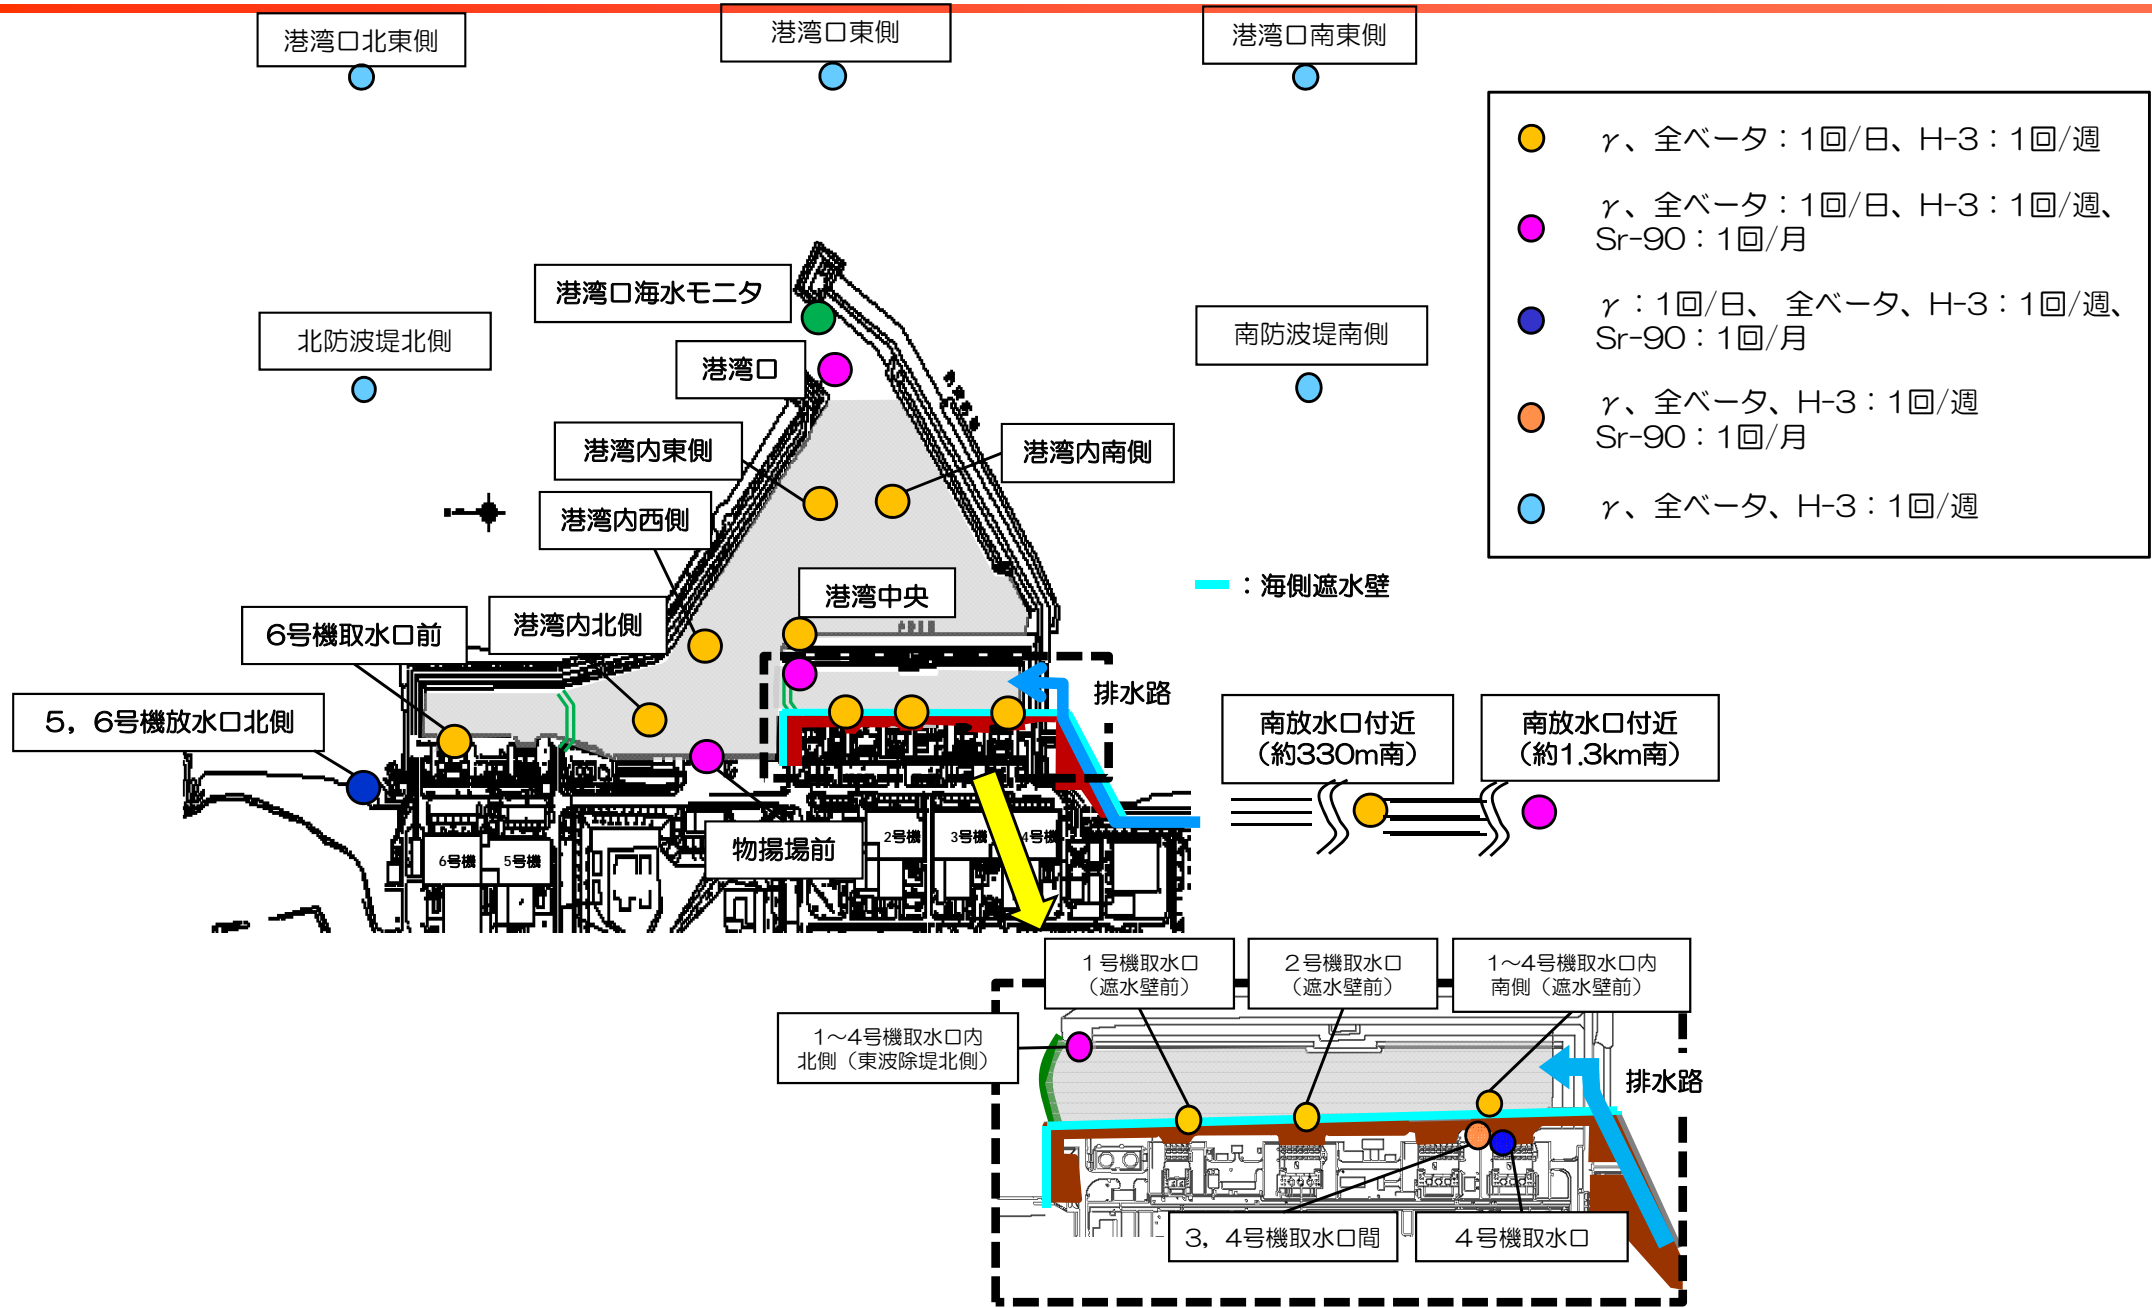 港湾口北東側
港湾口東側
港湾口南東側
γ、全ベータ：1回/日、H-3：1回/週
γ、全ベータ：1回/日、H-3：1回/週、
Sr-90：1回/月
γ：1回/日、 全ベータ、H-3：1回/週、
Sr-90：1回/月
γ、全ベータ、H-3：1回/週
Sr-90：1回/月
γ、全ベータ、H-3：1回/週
港湾口海水モニタ
北防波堤北側
南防波堤南側
港湾口
港湾内東側
港湾内南側
港湾内西側
：海側遮水壁
港湾中央
港湾内北側
6号機取水口前
排水路
5，6号機放水口北側
南放水口付近
（約330m南）
南放水口付近
（約1.3km南）
物揚場前
2号機
3号機
4号機
6号機
5号機
1号機取水口
（遮水壁前）
2号機取水口
（遮水壁前）
1～4号機取水口内
南側（遮水壁前）
1～4号機取水口内
北側（東波除堤北側）
排水路
3，4号機取水口間
4号機取水口